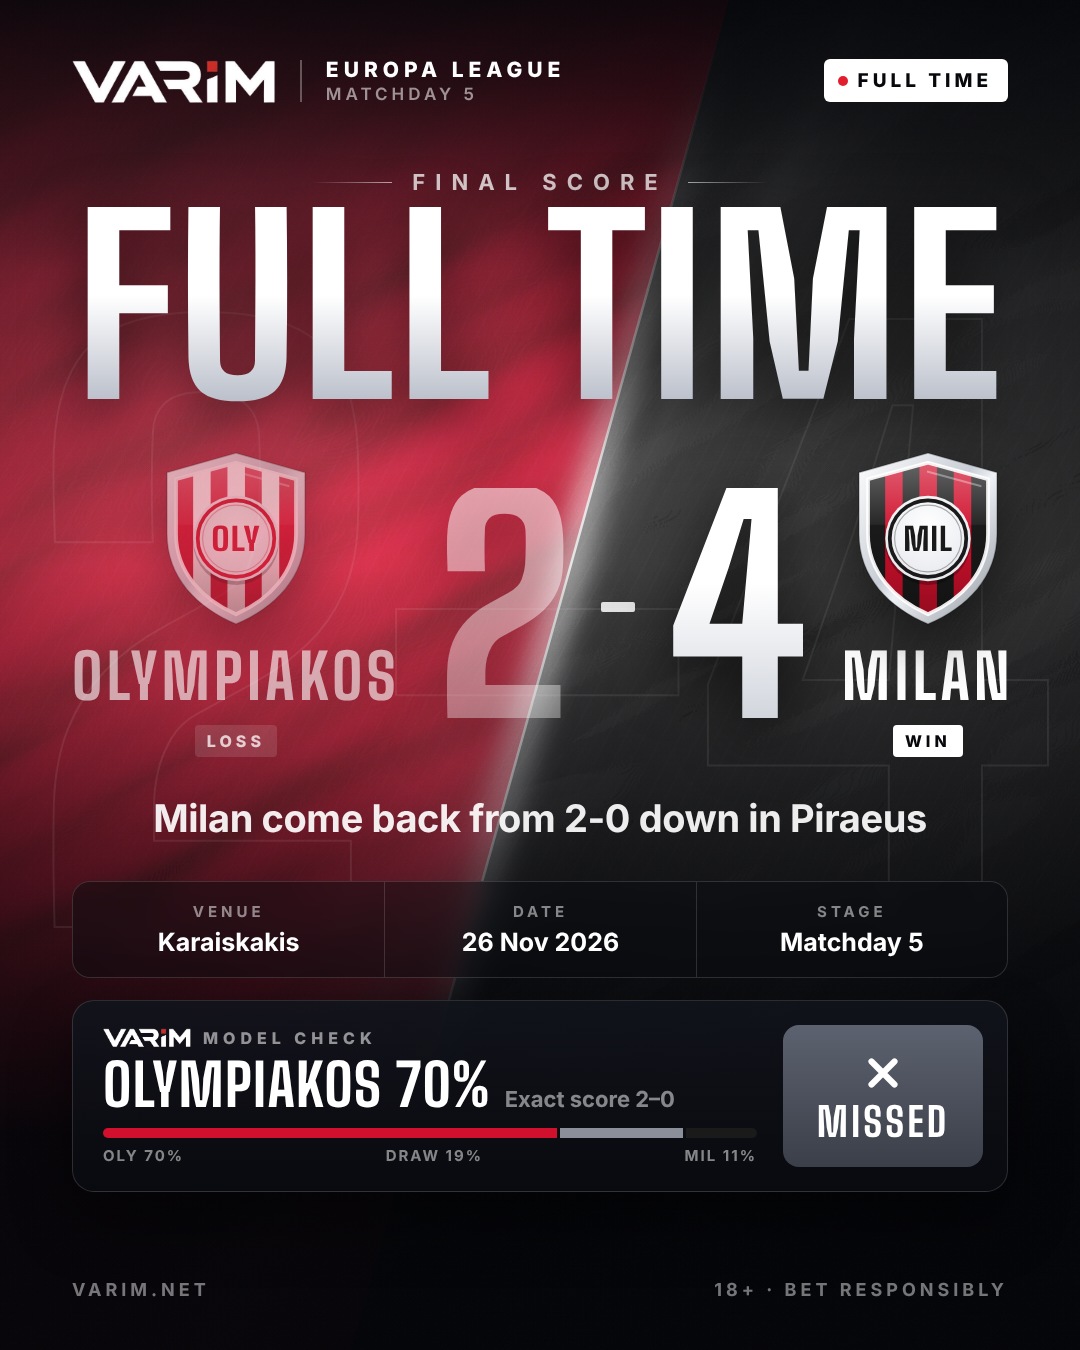 VARiM
EUROPA LEAGUE
MATCHDAY 5
FULL TIME
FINAL SCORE
FULL TIME
OLY
2 - 4
MIL
OLYMPIAKOS
MILAN
LOSS
WIN
Milan come back from 2-0 down in Piraeus
VENUE
Karaiskakis
DATE
26 Nov 2026
STAGE
Matchday 5
VARiM MODEL CHECK
OLYMPIAKOS 70% Exact score 2–0
OLY 70% DRAW 19% MIL 11%
MISSED
VARIM.NET
18+ · BET RESPONSIBLY